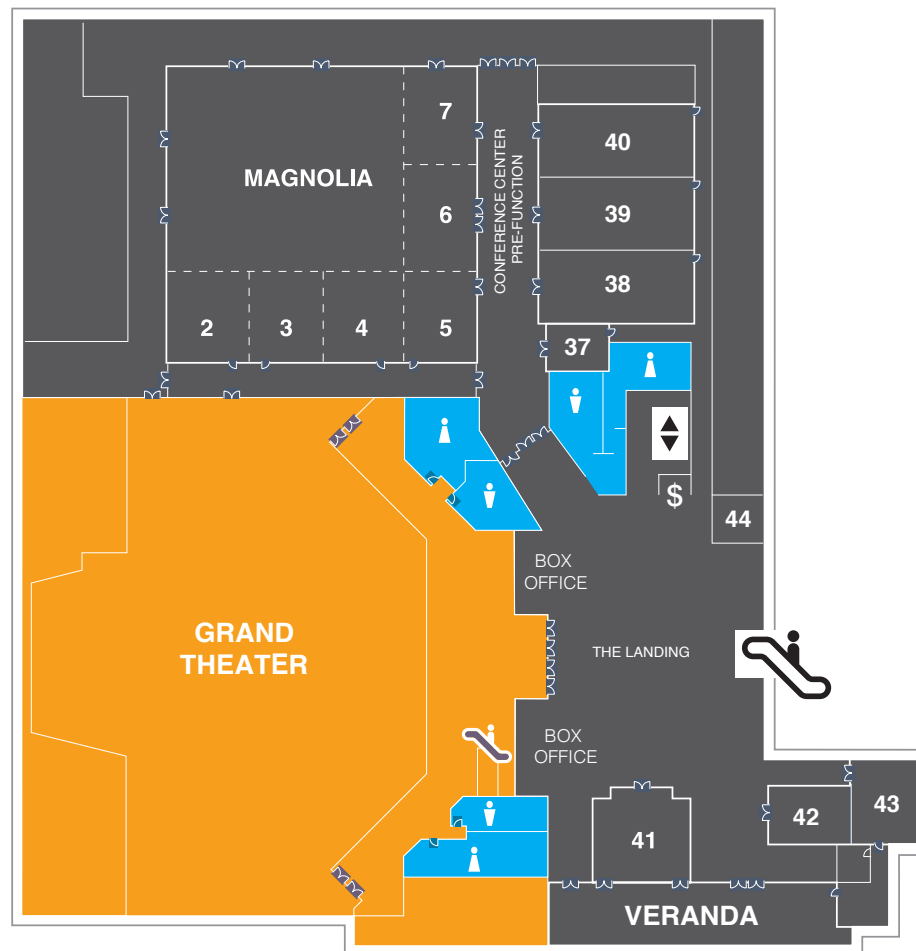 7
MAGNOLIA
6
2
3
4
5
CONFERENCE CENTER
PRE-FUNCTION
40
39
38
37
$
44
BOX
OFFICE
GRAND
THEATER
THE LANDING
BOX
OFFICE
41
42
43
VERANDA